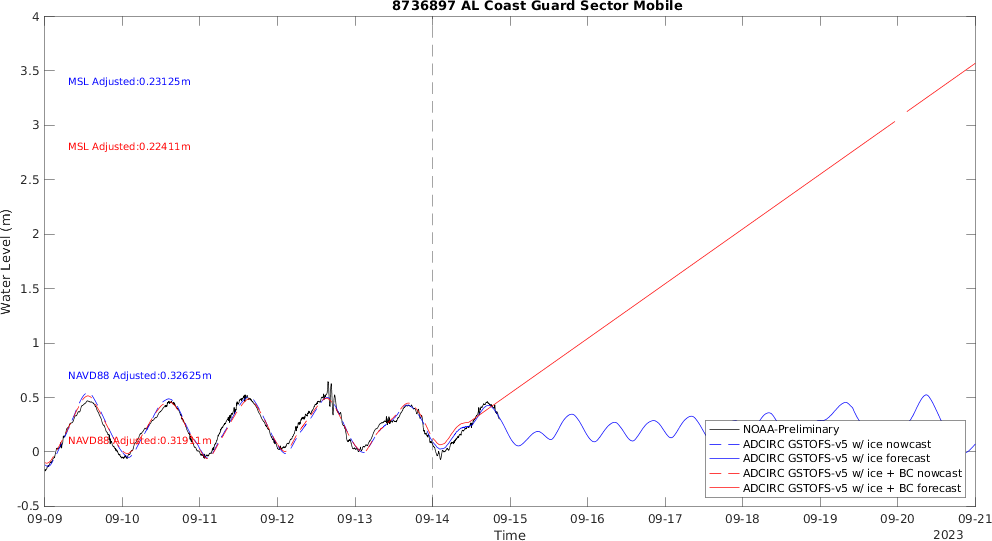 8736897 AL Coast Guard Sector Mobile
4
3.5
3
2.5
2
1.5
1
0.5
0
-0.5
Water Level (m)
MSL Adjusted:0.23125m
MSL Adjusted:0.22411m
NAVD88 Adjusted:0.32625m
NAVD88 Adjusted:0.31911m
NOAA-Preliminary
ADCIRC GSTOFS-v5 w/ ice nowcast
ADCIRC GSTOFS-v5 w/ ice forecast
ADCIRC GSTOFS-v5 w/ ice + BC nowcast
ADCIRC GSTOFS-v5 w/ ice + BC forecast
09-09 09-10 09-11 09-12 09-13 09-14 09-15 09-16 09-17 09-18 09-19 09-20 09-21
Time
2023